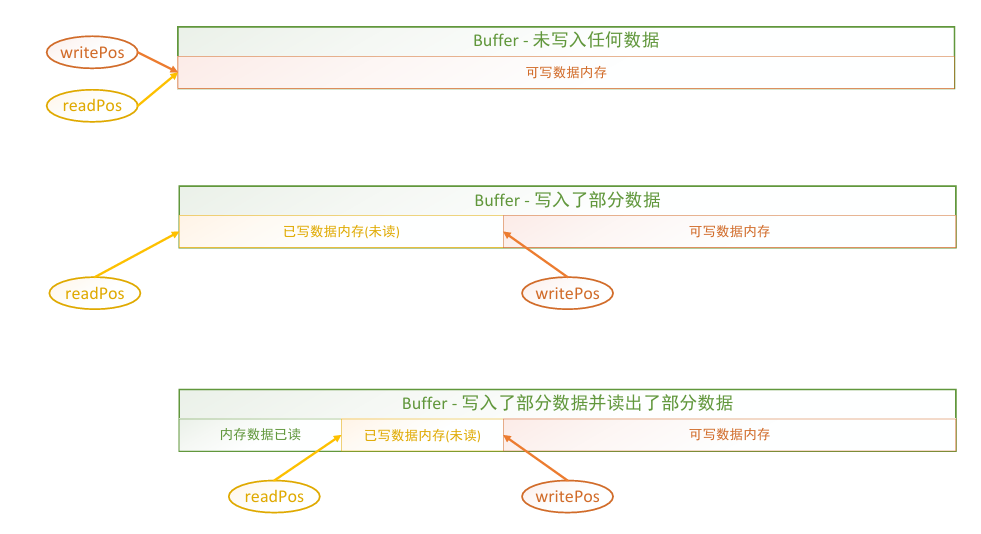 Buffer - 未写入任何数据
writePos
可写数据内存
readPos
Buffer - 写入了部分数据
已写数据内存(未读)
可写数据内存
readPos
writePos
Buffer - 写入了部分数据并读出了部分数据
内存数据已读
已写数据内存(未读)
可写数据内存
readPos
writePos